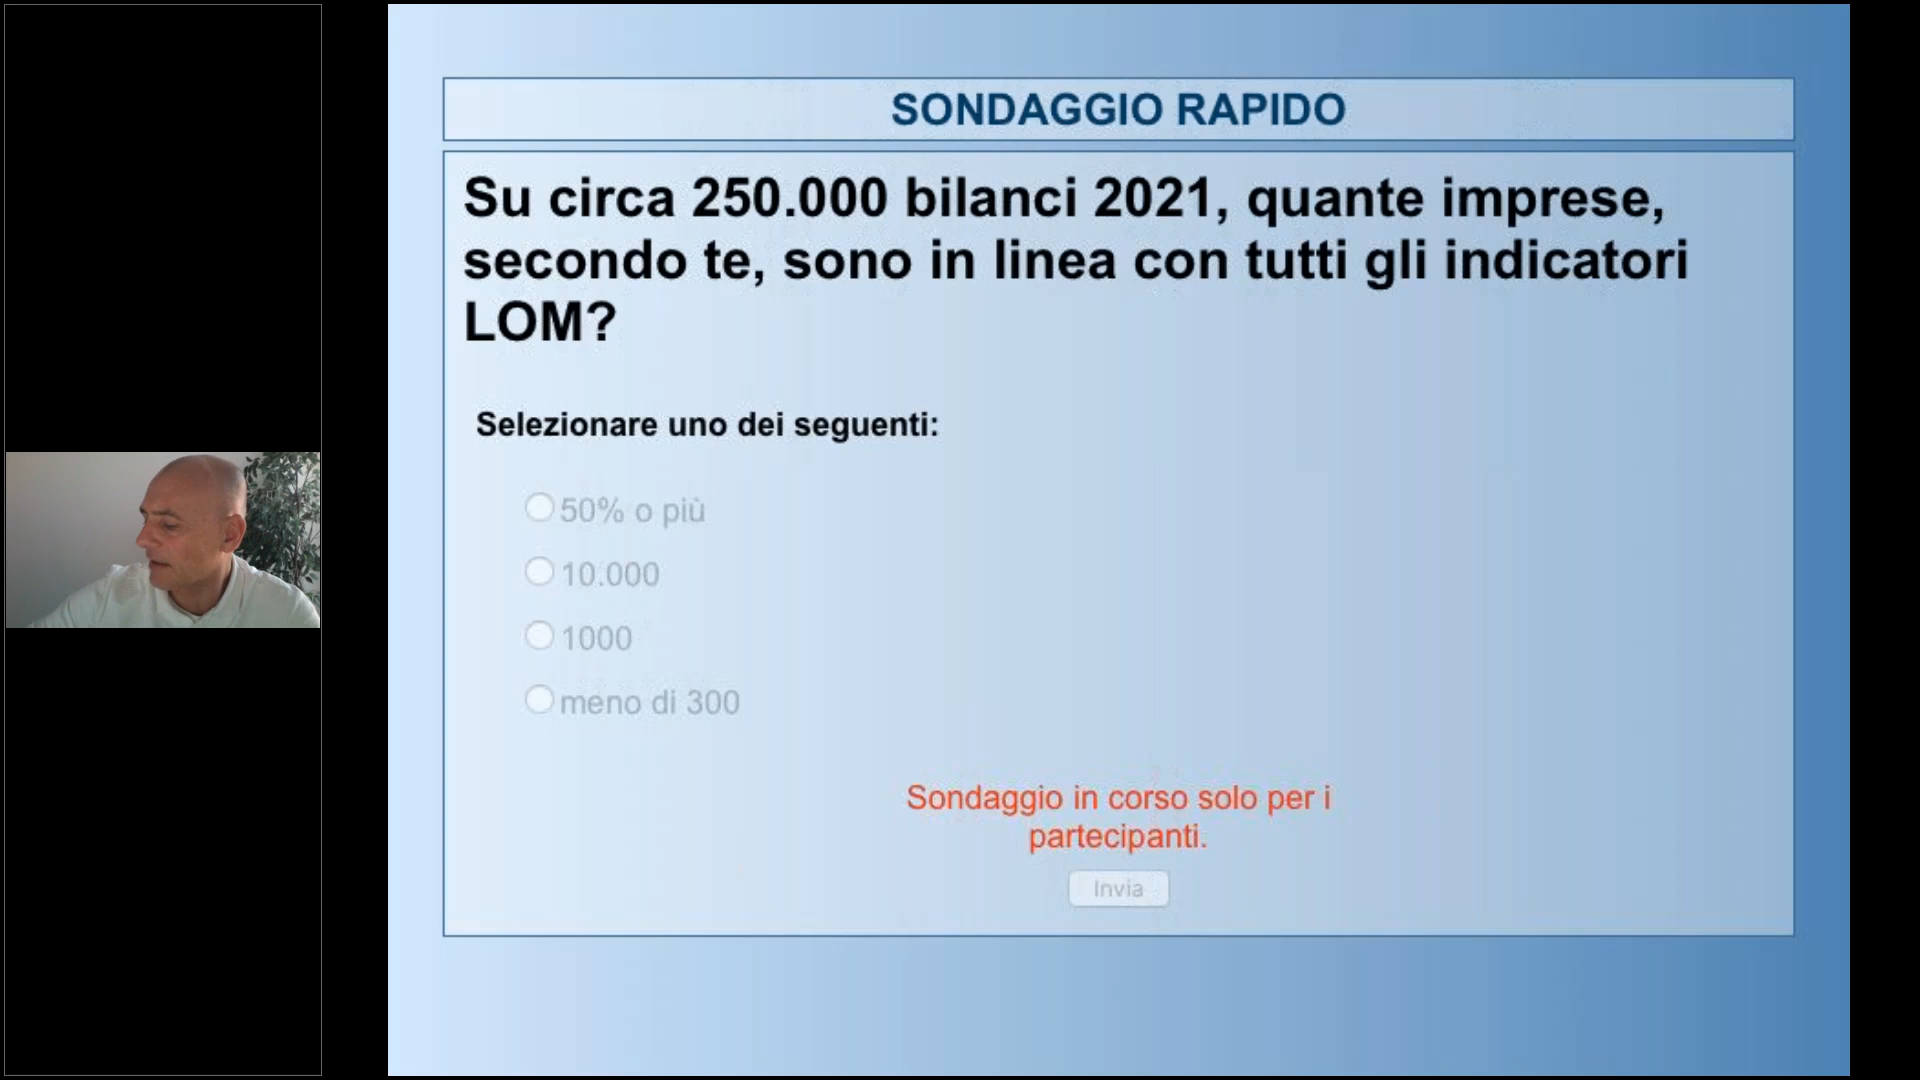 SONDAGGIO RAPIDO
Su circa 250.000 bilanci 2021, quante imprese,
secondo te, sono in linea con tutti gli indicatori
LOM?
Selezionare uno dei seguenti:
50% o più
10.000
1000
meno di 300
Sondaggio in corso solo per i
partecipanti.
Invia